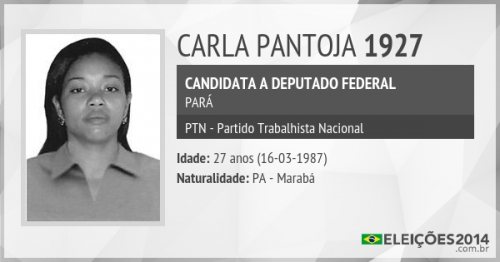 CARLA PANTOJA 1927
CANDIDATA A DEPUTADO FEDERAL
PARÁ
PTN - Partido Trabalhista Nacional
Idade: 27 anos (16-03-1987)
Naturalidade: PA - Marabá
ELEIÇÕES2014
.com.br